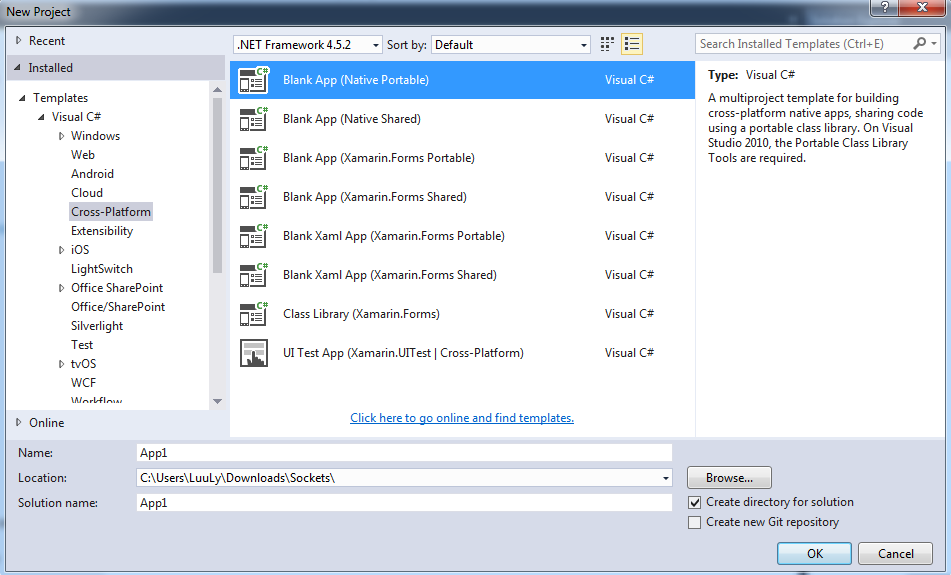 New Project
?
Recent
.NET Framework 4.5.2
Sort by:
Default
Search Installed Templates (Ctrl+E)
Installed
Templates
Visual C#
Windows
Web
Android
Cloud
Cross-Platform
Extensibility
iOS
LightSwitch
Office SharePoint
Office/SharePoint
Silverlight
Test
tvOS
WCF
Workflow
Online
C# Blank App (Native Portable) Visual C#
C# Blank App (Native Shared) Visual C#
C# Blank App (Xamarin.Forms Portable) Visual C#
C# Blank App (Xamarin.Forms Shared) Visual C#
C# Blank Xaml App (Xamarin.Forms Portable) Visual C#
C# Blank Xaml App (Xamarin.Forms Shared) Visual C#
C# Class Library (Xamarin.Forms) Visual C#
UI Test App (Xamarin.UITest | Cross-Platform) Visual C#
Click here to go online and find templates.
Type: Visual C#
A multiproject template for building
cross-platform native apps, sharing code
using a portable class library. On Visual
Studio 2010, the Portable Class Library
Tools are required.
Name: App1
Location: C:\Users\LuuLy\Downloads\Sockets\
Browse...
Solution name: App1
Create directory for solution
Create new Git repository
OK
Cancel